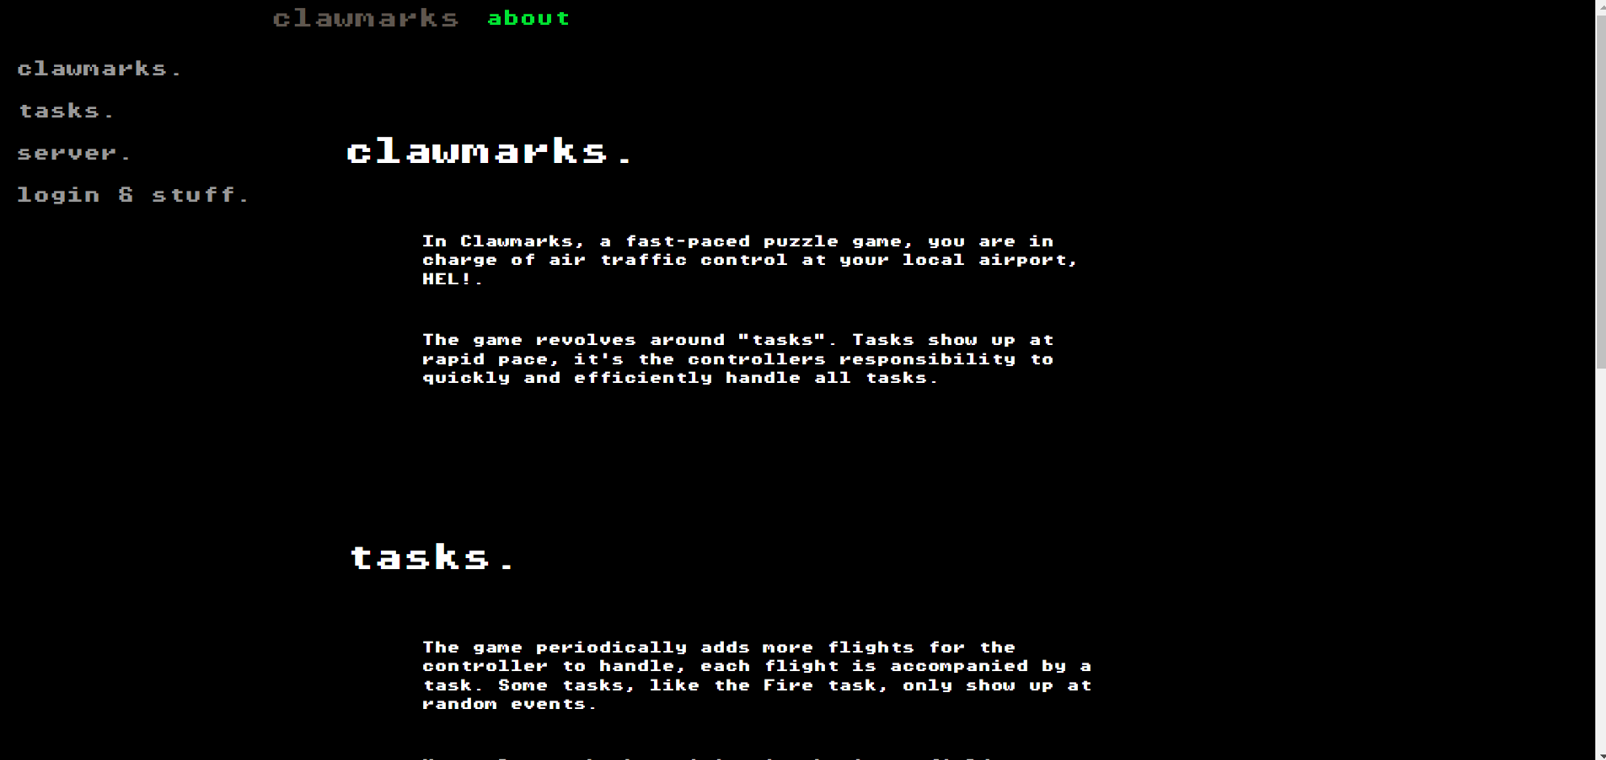 clawmarks about
clawmarks.
tasks.
server.
login & stuff.
clawmarks.
In Clawmarks, a fast-paced puzzle game, you are in
charge of air traffic control at your local airport,
HEL!.
The game revolves around "tasks". Tasks show up at
rapid pace, it's the controllers responsibility to
quickly and efficiently handle all tasks.
tasks.
The game periodically adds more flights for the
controller to handle, each flight is accompanied by a
task. Some tasks, like the Fire task, only show up at
random events.